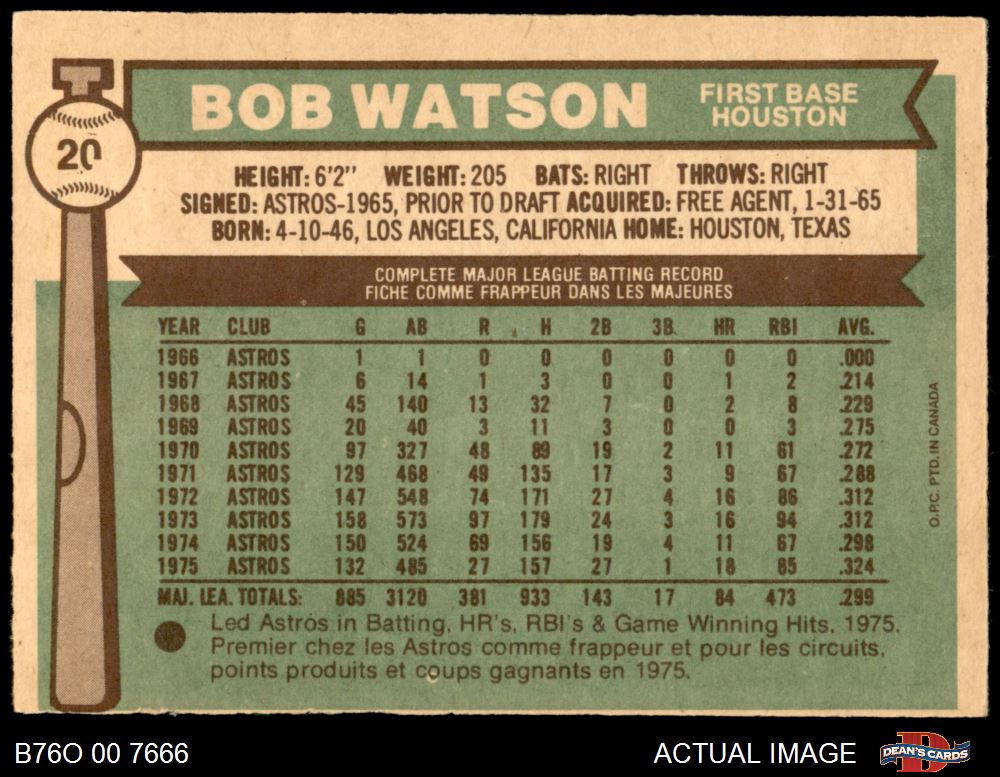 BOB WATSON
FIRST BASE
HOUSTON
20
HEIGHT: 6'2" WEIGHT: 205 BATS: RIGHT THROWS: RIGHT
SIGNED: ASTROS-1965, PRIOR TO DRAFT ACQUIRED: FREE AGENT, 1-31-65
BORN: 4-10-46, LOS ANGELES, CALIFORNIA HOME: HOUSTON, TEXAS
COMPLETE MAJOR LEAGUE BATTING RECORD
FICHE COMME FRAPPEUR DANS LES MAJEURES
YEAR CLUB G AB R H 2B 3B HR RBI AVG.
1966 ASTROS 1 1 0 0 0 0 0 0 .000
1967 ASTROS 6 14 1 3 0 0 1 2 .214
1968 ASTROS 45 140 13 32 7 0 2 8 .229
1969 ASTROS 20 40 3 11 3 0 0 3 .275
1970 ASTROS 97 327 48 89 19 2 11 61 .272
1971 ASTROS 129 468 49 135 17 3 9 67 .288
1972 ASTROS 147 548 74 171 27 4 16 86 .312
1973 ASTROS 158 573 97 179 24 3 16 94 .312
1974 ASTROS 150 524 69 156 19 4 11 67 .298
1975 ASTROS 132 485 27 157 27 1 18 85 .324
MAJ. LEA. TOTALS: 885 3120 381 933 143 17 84 473 .299
Led Astros in Batting, HR's, RBI's & Game Winning Hits, 1975.
Premier chez les Astros comme frappeur et pour les circuits,
points produits et coups gagnants en 1975.
O.P.C. PTD. IN CANADA
B76O 00 7666
ACTUAL IMAGE
DEAN'S CARDS